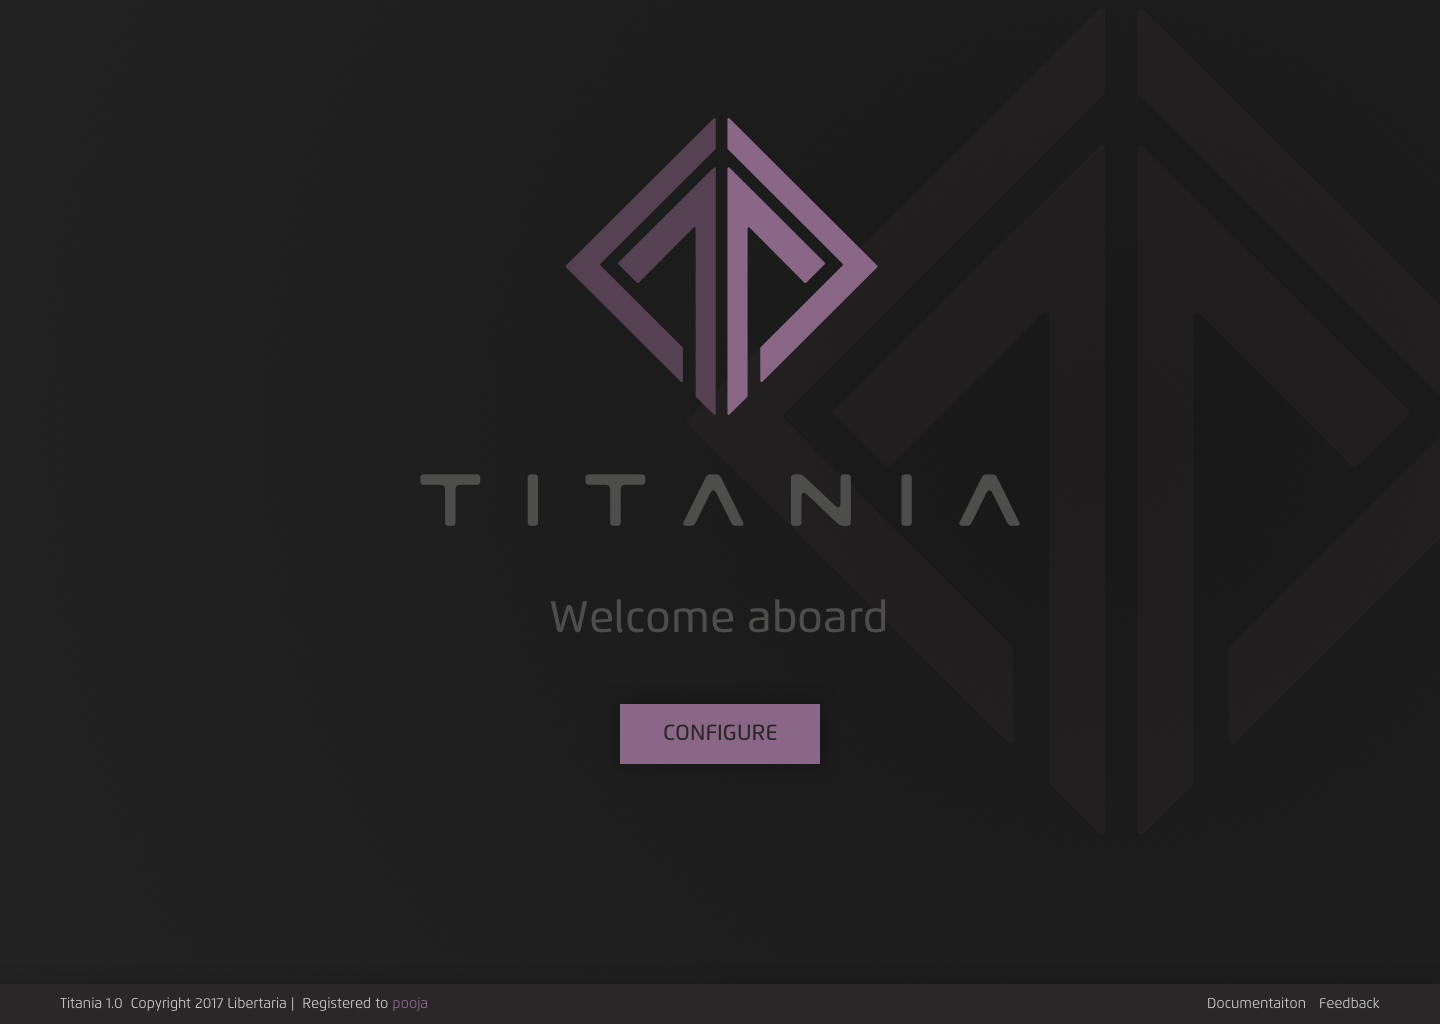 TITANIA
Welcome aboard
CONFIGURE
Titania 1.0 Copyright 2017 Libertaria | Registered to pooja
Documentaiton Feedback